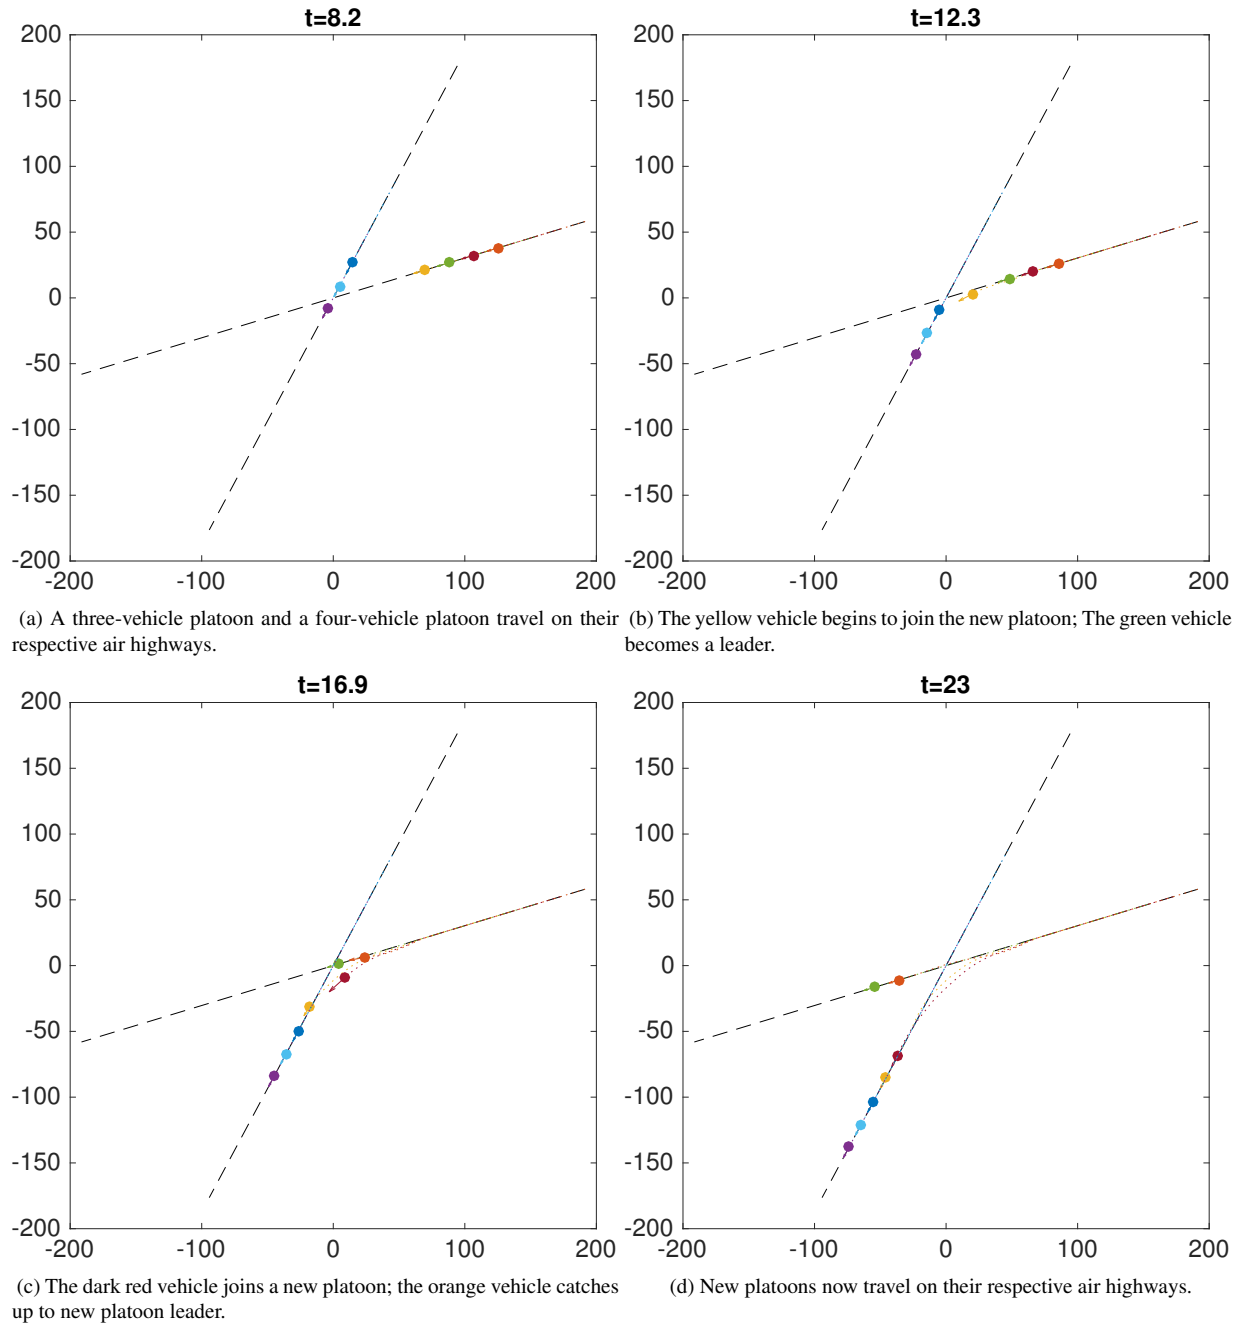 t=8.2
200
150
100
50
0
-50
-100
-150
-200
-200 -100 0 100 200
(a) A three-vehicle platoon and a four-vehicle platoon travel on their
respective air highways.
t=12.3
200
150
100
50
0
-50
-100
-150
-200
-200 -100 0 100 200
(b) The yellow vehicle begins to join the new platoon; The green vehicle
becomes a leader.
t=16.9
200
150
100
50
0
-50
-100
-150
-200
-200 -100 0 100 200
(c) The dark red vehicle joins a new platoon; the orange vehicle catches
up to new platoon leader.
t=23
200
150
100
50
0
-50
-100
-150
-200
-200 -100 0 100 200
(d) New platoons now travel on their respective air highways.